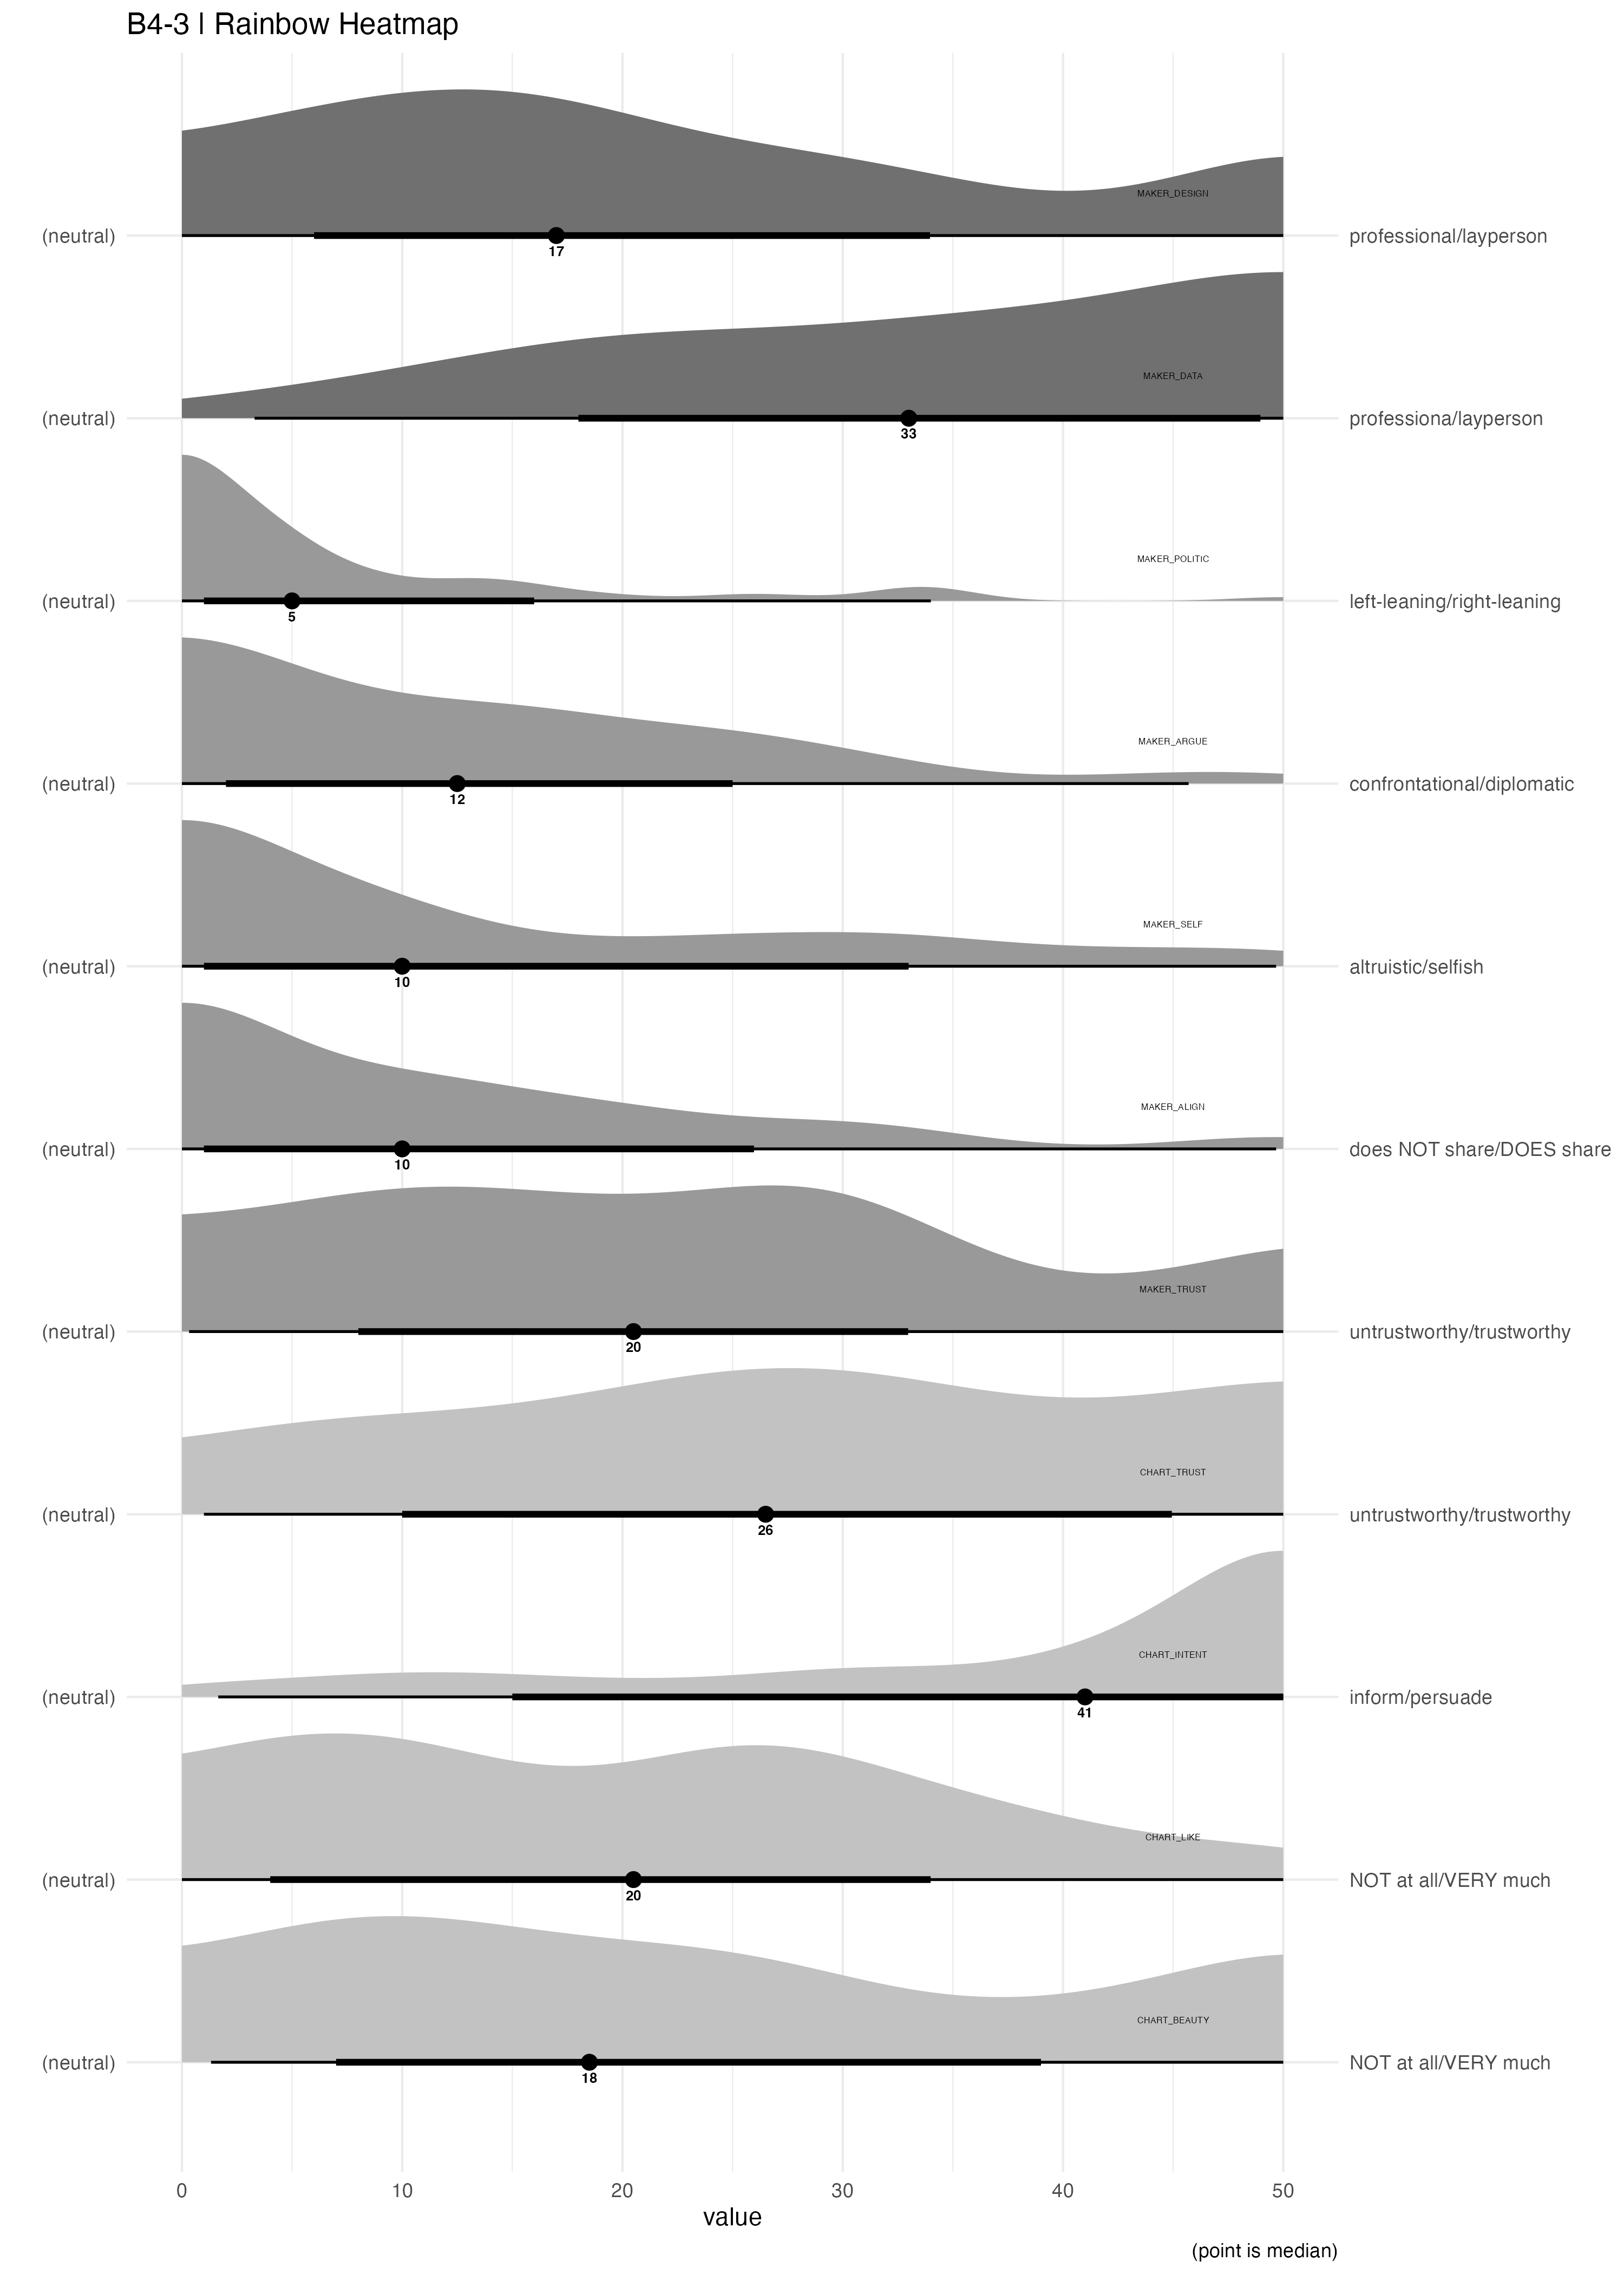 B4-3 | Rainbow Heatmap
MAKER_DESIGN
(neutral) professional/layperson
17
MAKER_DATA
(neutral) professiona/layperson
33
MAKER_POLITIC
(neutral) left-leaning/right-leaning
5
MAKER_ARGUE
(neutral) confrontational/diplomatic
12
MAKER_SELF
(neutral) altruistic/selfish
10
MAKER_ALIGN
(neutral) does NOT share/DOES share
10
MAKER_TRUST
(neutral) untrustworthy/trustworthy
20
CHART_TRUST
(neutral) untrustworthy/trustworthy
26
CHART_INTENT
(neutral) inform/persuade
41
CHART_LIKE
(neutral) NOT at all/VERY much
20
CHART_BEAUTY
(neutral) NOT at all/VERY much
18
0 10 20 30 40 50
value
(point is median)